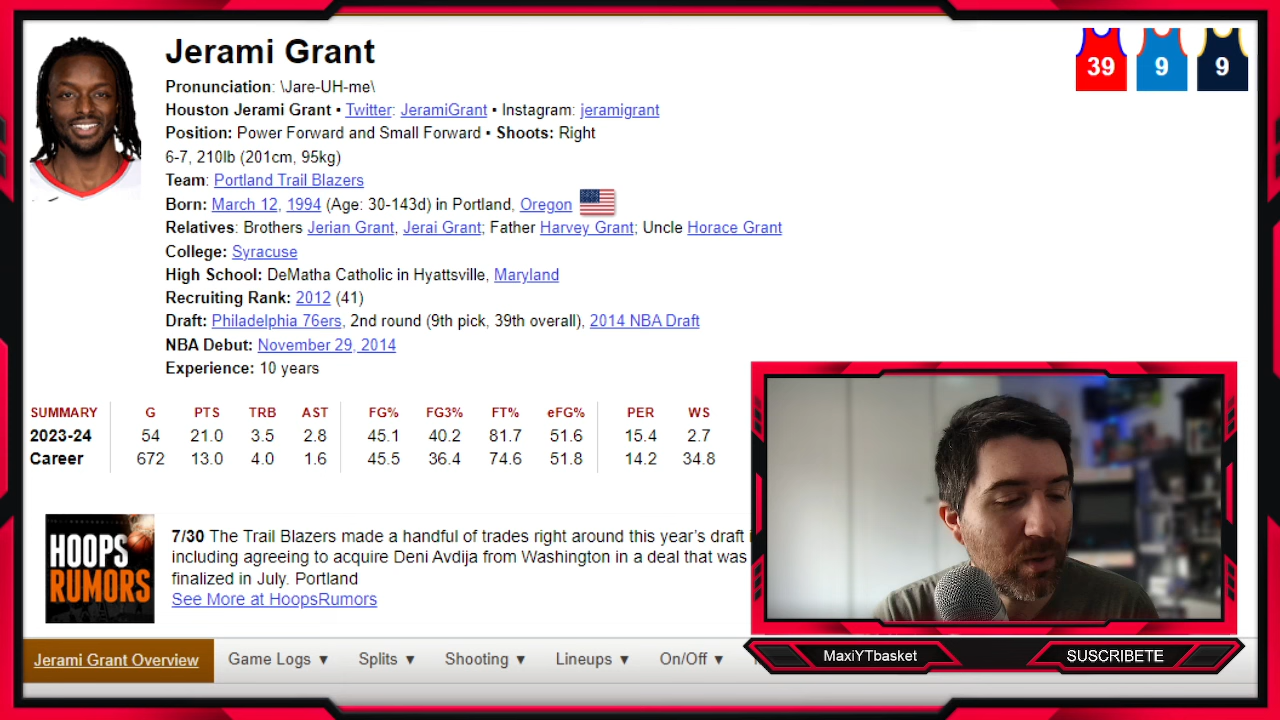 Jerami Grant
39 9 9
Pronunciation: \Jare-UH-me\
Houston Jerami Grant ▪ Twitter: JeramiGrant ▪ Instagram: jeramigrant
Position: Power Forward and Small Forward ▪ Shoots: Right
6-7, 210lb (201cm, 95kg)
Team: Portland Trail Blazers
Born: March 12, 1994 (Age: 30-143d) in Portland, Oregon
Relatives: Brothers Jerian Grant, Jerai Grant; Father Harvey Grant; Uncle Horace Grant
College: Syracuse
High School: DeMatha Catholic in Hyattsville, Maryland
Recruiting Rank: 2012 (41)
Draft: Philadelphia 76ers, 2nd round (9th pick, 39th overall), 2014 NBA Draft
NBA Debut: November 29, 2014
Experience: 10 years
SUMMARY G PTS TRB AST FG% FG3% FT% eFG% PER WS
2023-24 54 21.0 3.5 2.8 45.1 40.2 81.7 51.6 15.4 2.7
Career 672 13.0 4.0 1.6 45.5 36.4 74.6 51.8 14.2 34.8
HOOPS
RUMORS
7/30 The Trail Blazers made a handful of trades right around this year's draft
including agreeing to acquire Deni Avdija from Washington in a deal that was
finalized in July. Portland
See More at HoopsRumors
Jerami Grant Overview Game Logs ▼ Splits ▼ Shooting ▼ Lineups ▼ On/Off ▼
MaxiYTbasket SUSCRIBETE